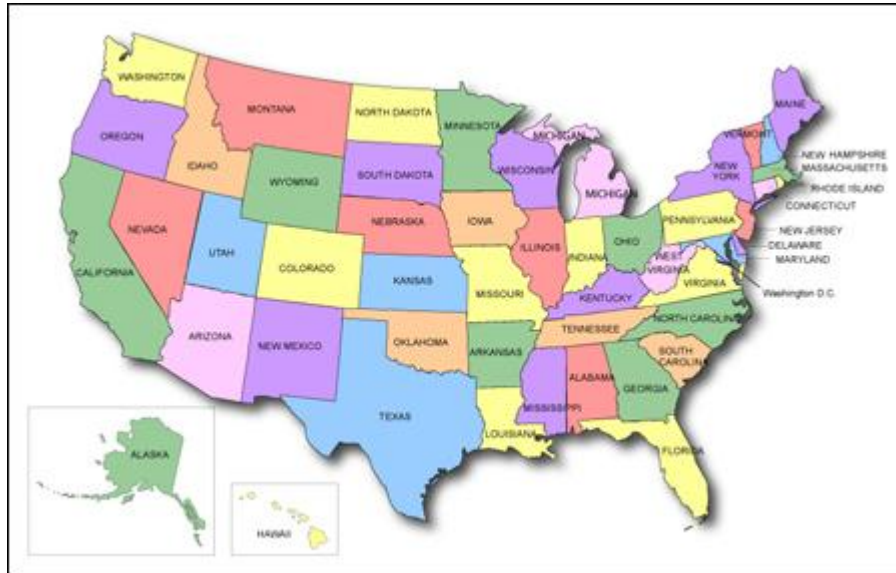 WASHINGTON
MONTANA
NORTH DAKOTA
MINNESOTA
MICHIGAN
MAINE
VERMONT
OREGON
IDAHO
WYOMING
SOUTH DAKOTA
WISCONSIN
MICHIGAN
NEW
YORK
NEW HAMPSHIRE
MASSACHUSETTS
RHODE ISLAND
CONNECTICUT
NEVADA
UTAH
COLORADO
NEBRASKA
IOWA
ILLINOIS
INDIANA
OHIO
PENNSYLVANIA
NEW JERSEY
DELAWARE
MARYLAND
CALIFORNIA
KANSAS
MISSOURI
KENTUCKY
WEST
VIRGINIA
VIRGINIA
Washington D.C.
ARIZONA
NEW MEXICO
OKLAHOMA
ARKANSAS
TENNESSEE
NORTH CAROLINA
SOUTH
CAROLINA
TEXAS
LOUISIANA
MISSISSIPPI
ALABAMA
GEORGIA
FLORIDA
ALASKA
HAWAII